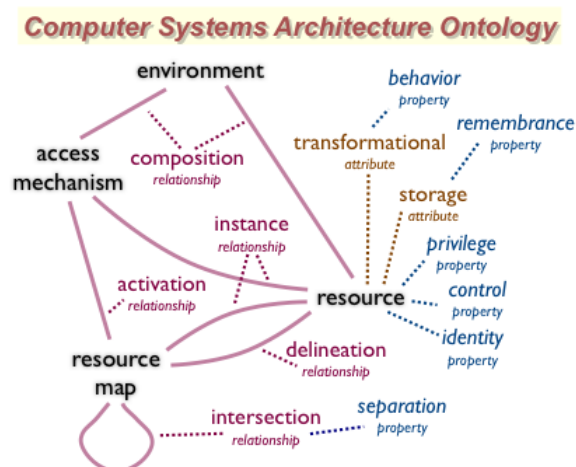 Computer Systems Architecture Ontology
environment
behavior
property
remembrance
property
transformational
attribute
access
mechanism
composition
relationship
storage
attribute
instance
relationship
privilege
property
activation
relationship
resource
control
property
identity
property
resource
map
delineation
relationship
intersection
relationship
separation
property